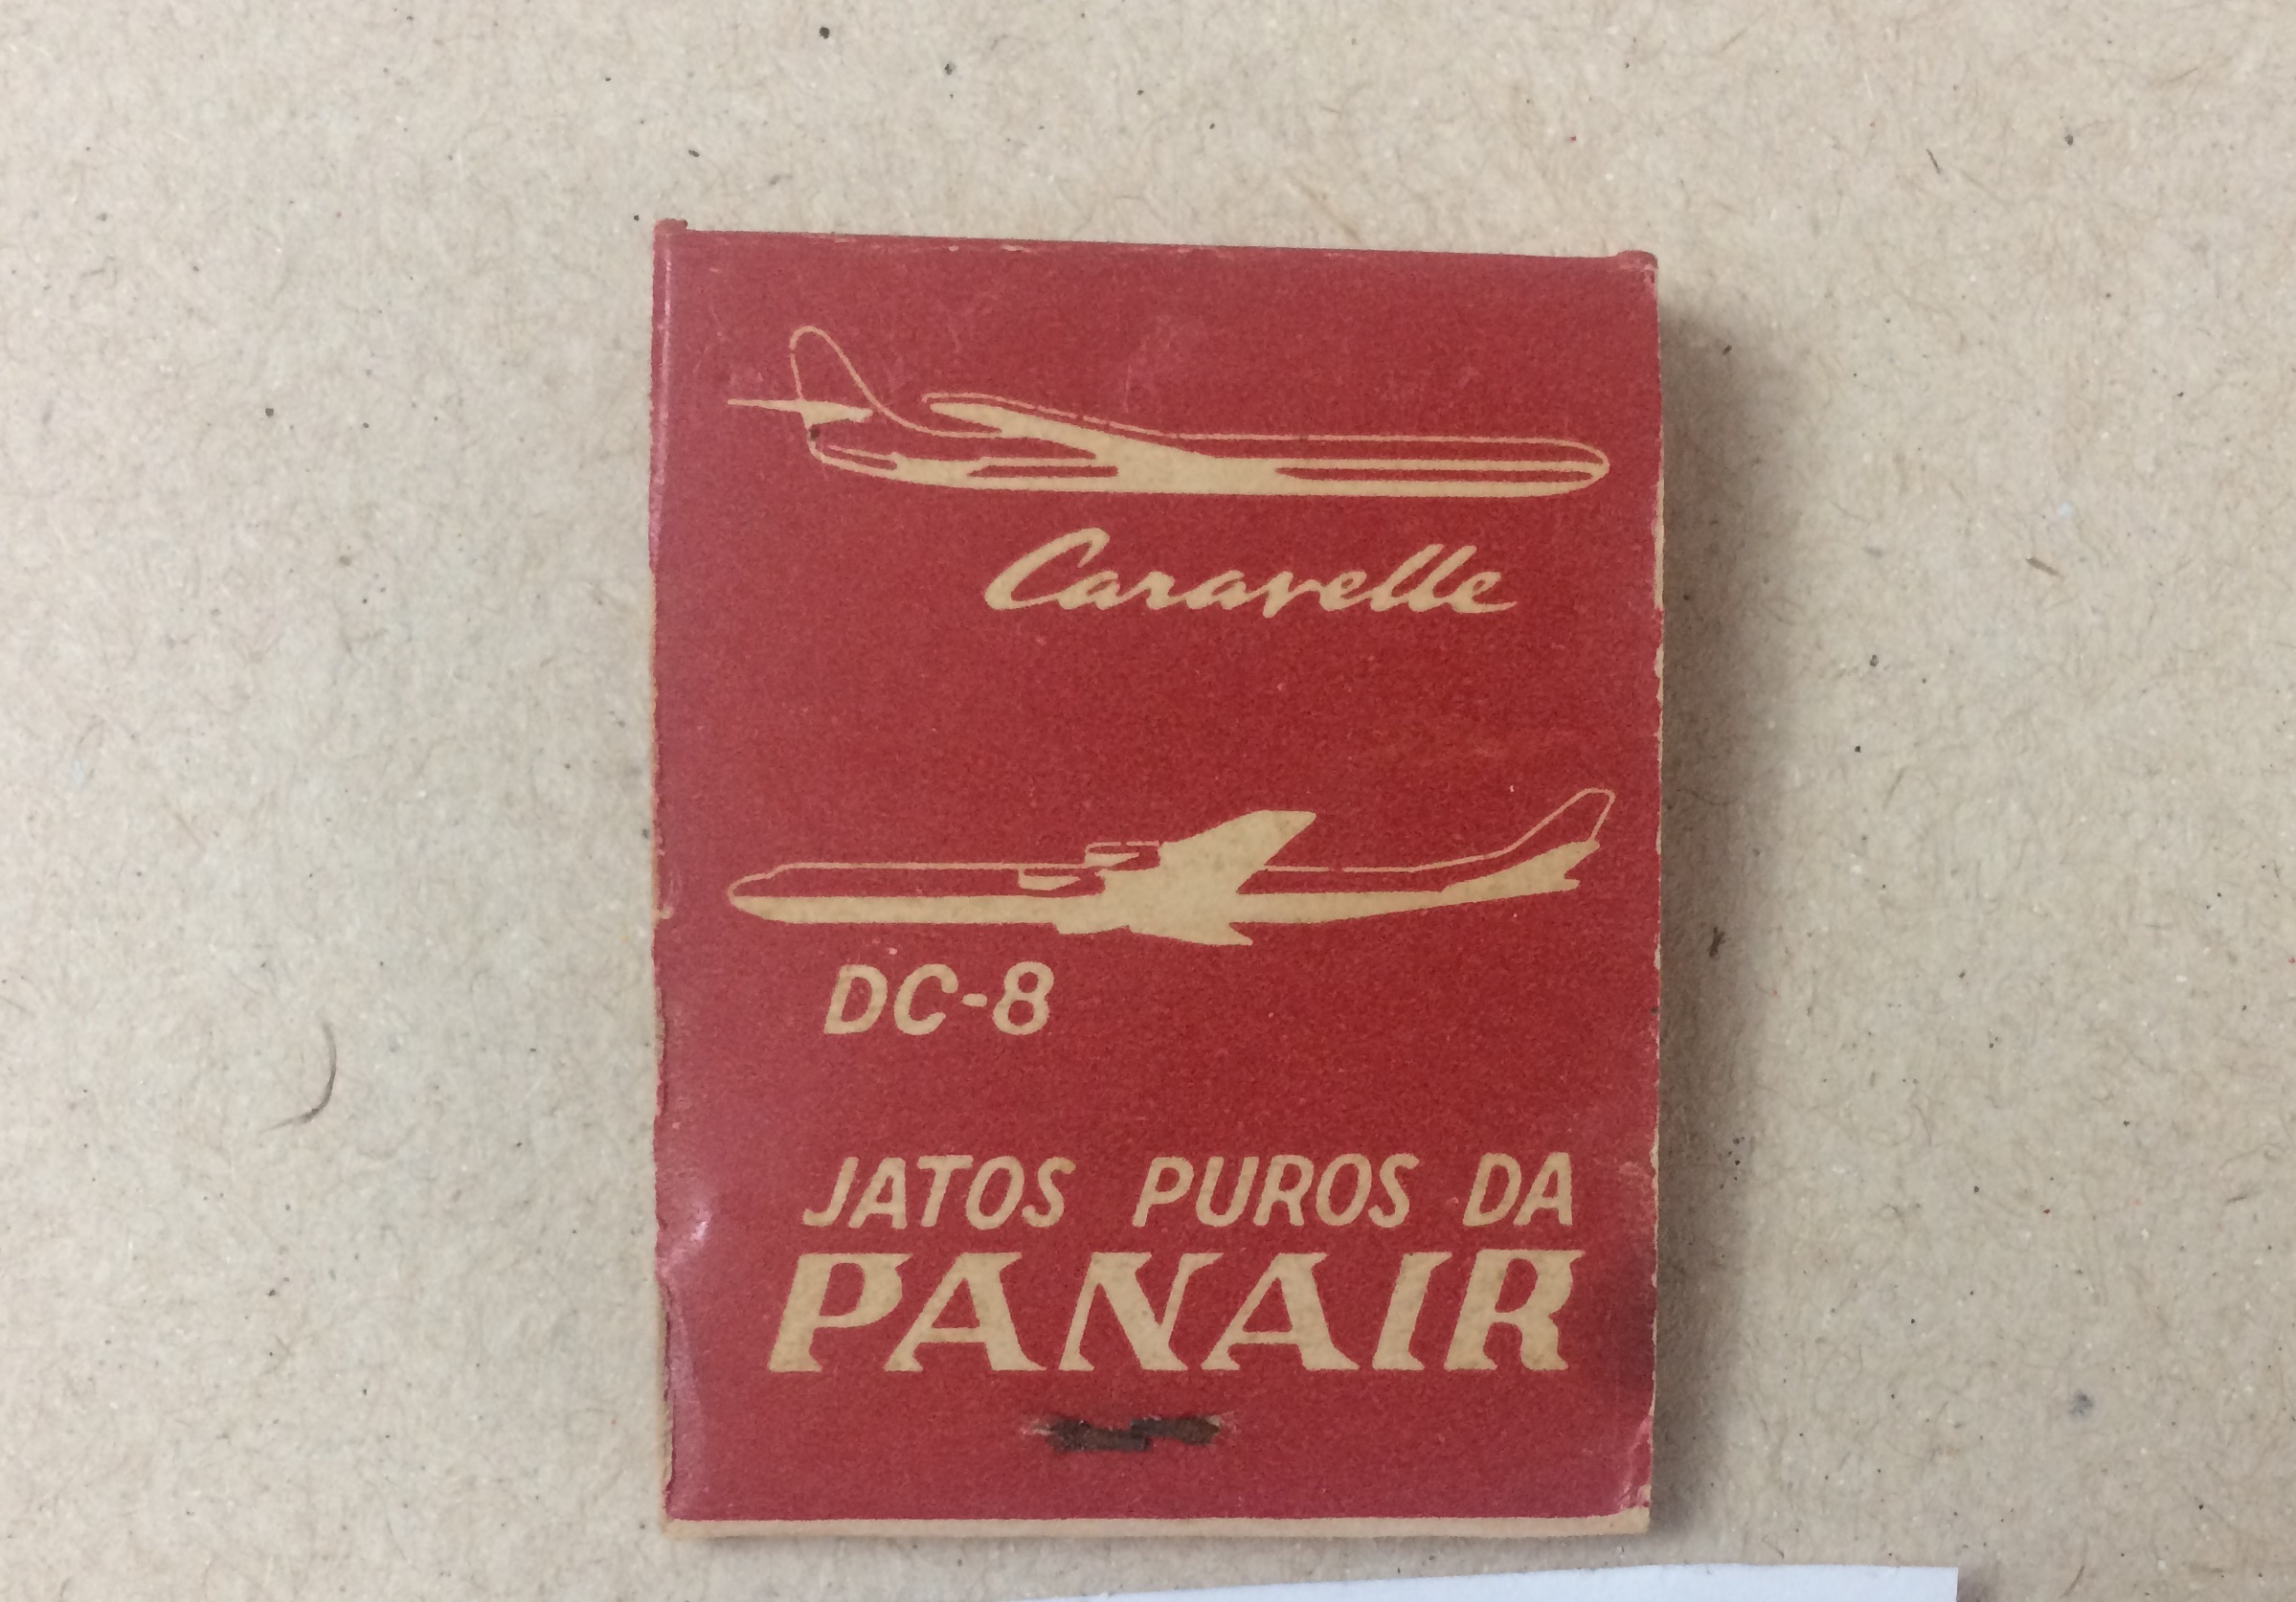 Caravelle
DC-8
JATOS PUROS DA
PANAIR